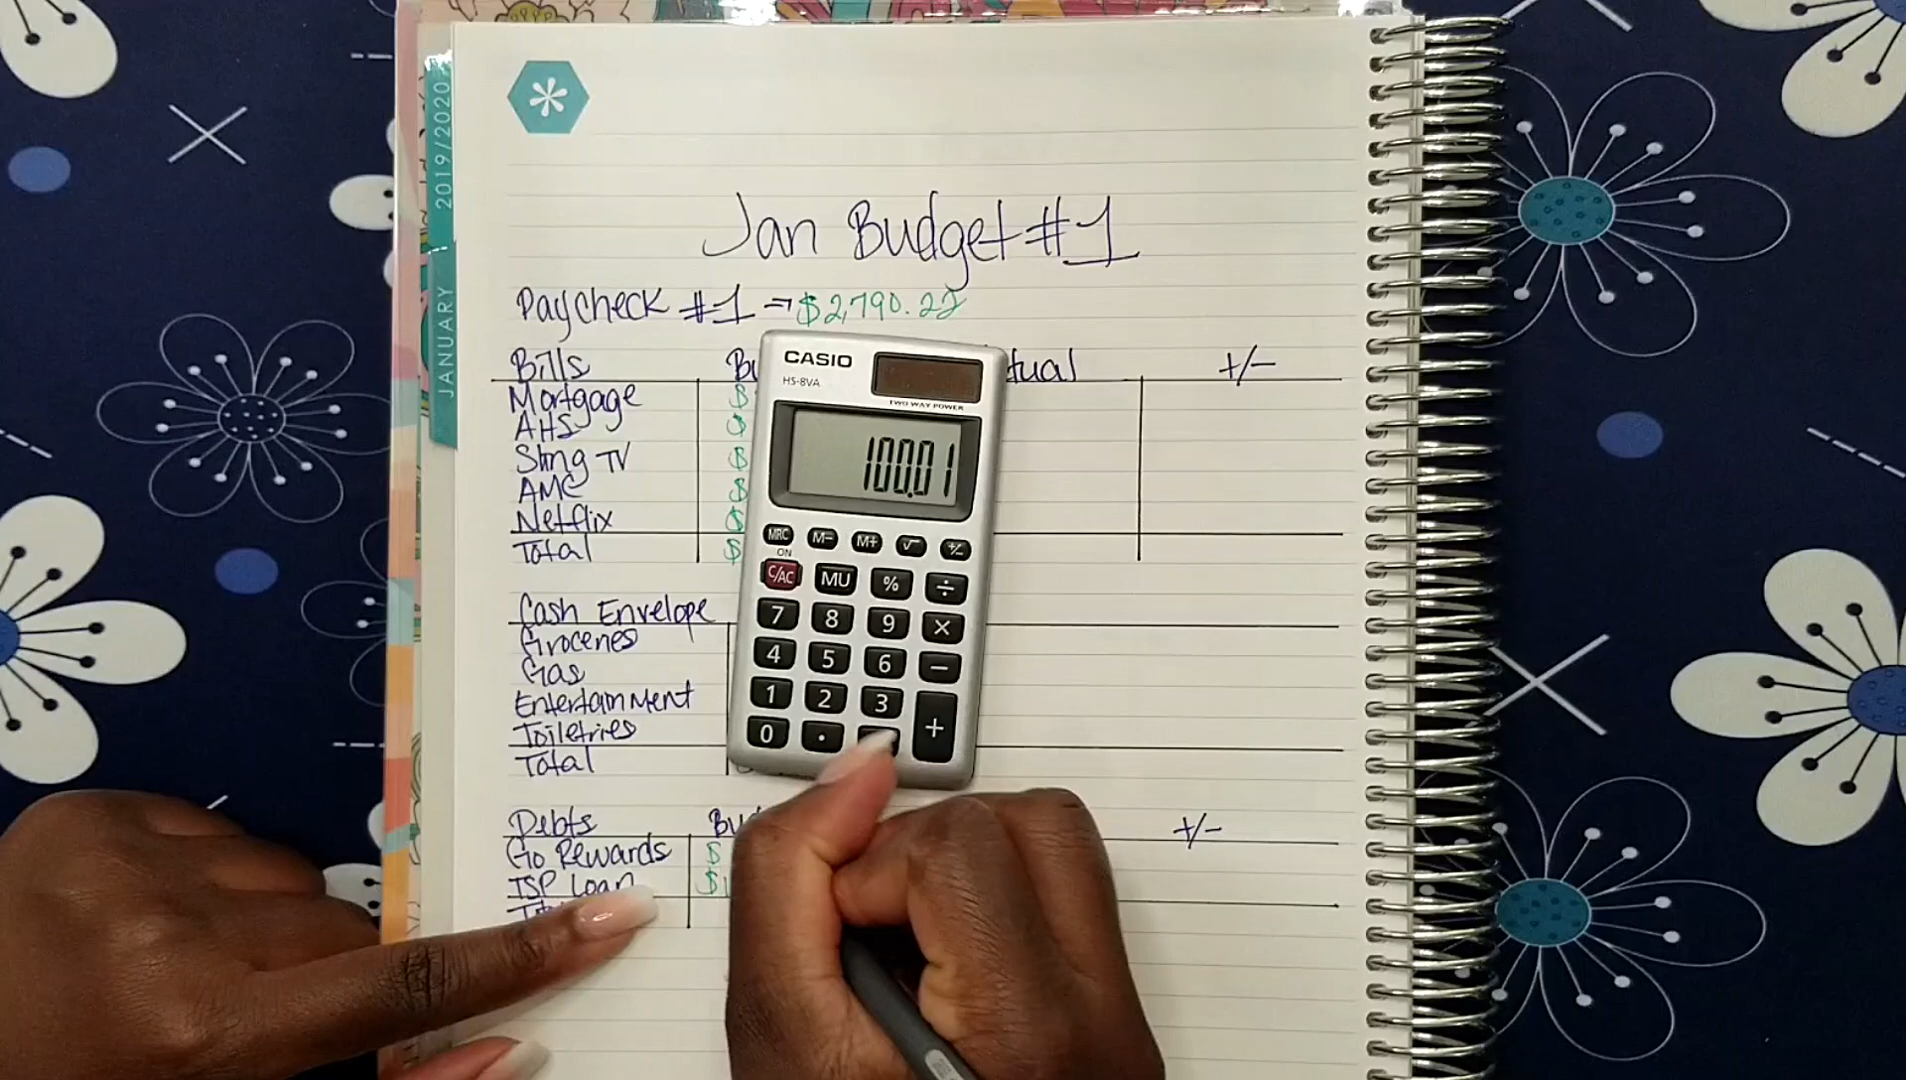 2019/2020
JANUARY
*
Jan Budget #1
Paycheck #1 → $2,790.22
Bills
+/-
Mortgage $
AHS $
Sling TV $
AMC $
Netflix $
Total $
Cash Envelope
Groceries
Gas
Entertainment
Toiletries
Total
Debts
+/-
Go Rewards $
TSP Loan $1
CASIO
HS-8VA
TWO WAY POWER
100.01
MRC M- M+ √ +/-
ON
C/AC MU % ÷
7 8 9 ×
4 5 6 −
1 2 3 +
0 .